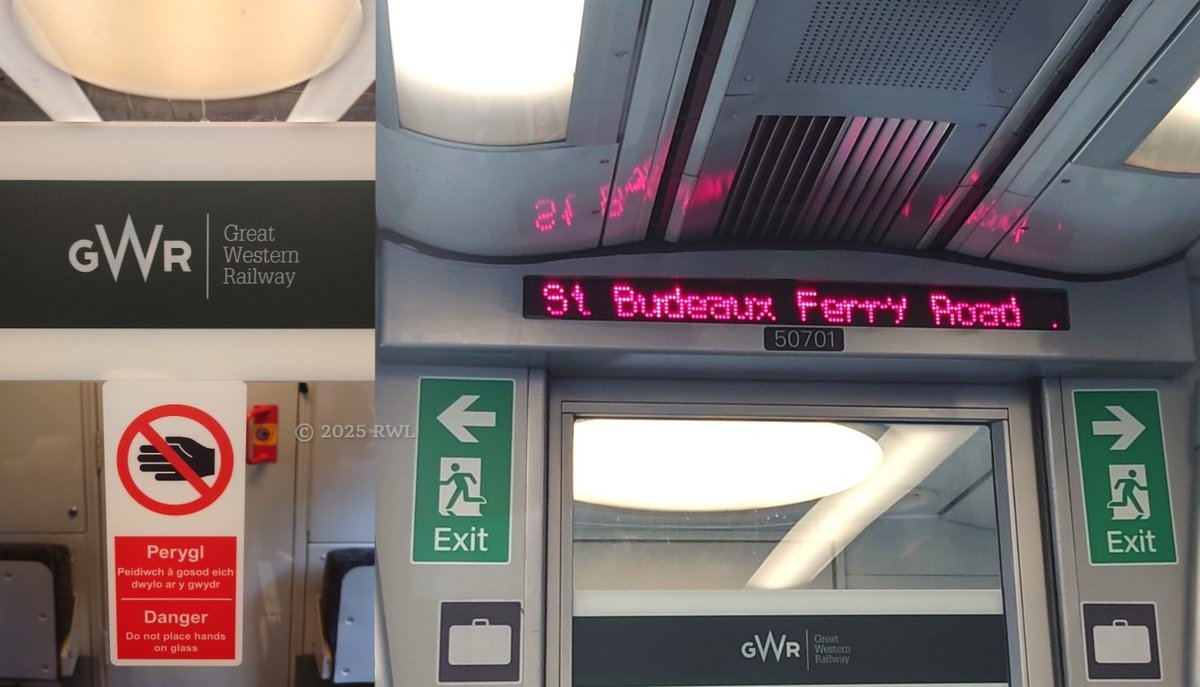 GWR
Great
Western
Railway
© 2025 RWL
Perygl
Peidiwch â gosod eich
dwylo ar y gwydr
Danger
Do not place hands
on glass
St Budeaux Ferry Road .
50701
Exit
Exit
GWR
Great
Western
Railway